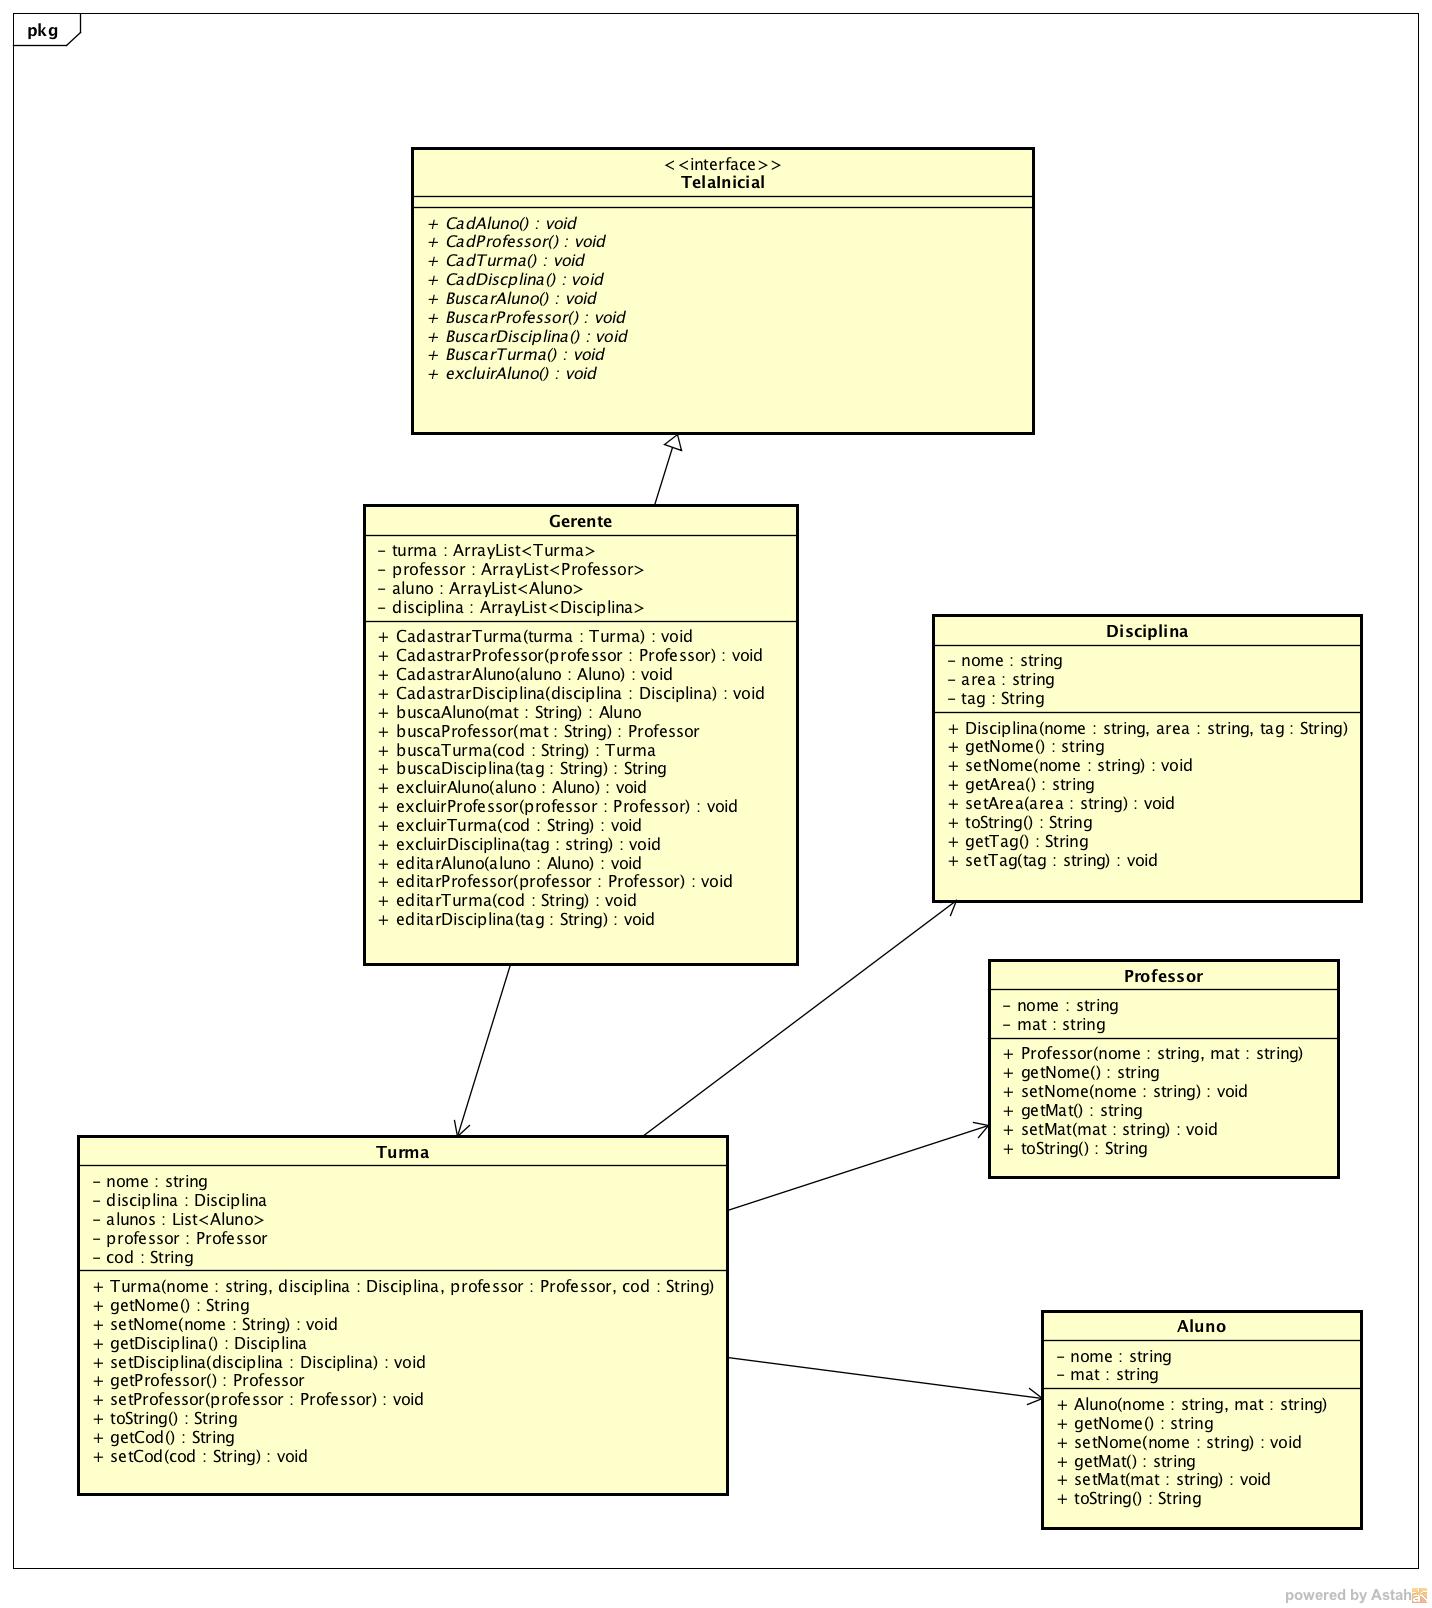 pkg
<<interface>>
TelaInicial
+ CadAluno() : void
+ CadProfessor() : void
+ CadTurma() : void
+ CadDiscplina() : void
+ BuscarAluno() : void
+ BuscarProfessor() : void
+ BuscarDisciplina() : void
+ BuscarTurma() : void
+ excluirAluno() : void
Gerente
- turma : ArrayList<Turma>
- professor : ArrayList<Professor>
- aluno : ArrayList<Aluno>
- disciplina : ArrayList<Disciplina>
+ CadastrarTurma(turma : Turma) : void
+ CadastrarProfessor(professor : Professor) : void
+ CadastrarAluno(aluno : Aluno) : void
+ CadastrarDisciplina(disciplina : Disciplina) : void
+ buscaAluno(mat : String) : Aluno
+ buscaProfessor(mat : String) : Professor
+ buscaTurma(cod : String) : Turma
+ buscaDisciplina(tag : String) : String
+ excluirAluno(aluno : Aluno) : void
+ excluirProfessor(professor : Professor) : void
+ excluirTurma(cod : String) : void
+ excluirDisciplina(tag : string) : void
+ editarAluno(aluno : Aluno) : void
+ editarProfessor(professor : Professor) : void
+ editarTurma(cod : String) : void
+ editarDisciplina(tag : String) : void
Disciplina
- nome : string
- area : string
- tag : String
+ Disciplina(nome : string, area : string, tag : String)
+ getNome() : string
+ setNome(nome : string) : void
+ getArea() : string
+ setArea(area : string) : void
+ toString() : String
+ getTag() : String
+ setTag(tag : string) : void
Professor
- nome : string
- mat : string
+ Professor(nome : string, mat : string)
+ getNome() : string
+ setNome(nome : string) : void
+ getMat() : string
+ setMat(mat : string) : void
+ toString() : String
Turma
- nome : string
- disciplina : Disciplina
- alunos : List<Aluno>
- professor : Professor
- cod : String
+ Turma(nome : string, disciplina : Disciplina, professor : Professor, cod : String)
+ getNome() : String
+ setNome(nome : String) : void
+ getDisciplina() : Disciplina
+ setDisciplina(disciplina : Disciplina) : void
+ getProfessor() : Professor
+ setProfessor(professor : Professor) : void
+ toString() : String
+ getCod() : String
+ setCod(cod : String) : void
Aluno
- nome : string
- mat : string
+ Aluno(nome : string, mat : string)
+ getNome() : string
+ setNome(nome : string) : void
+ getMat() : string
+ setMat(mat : string) : void
+ toString() : String
powered by Astah